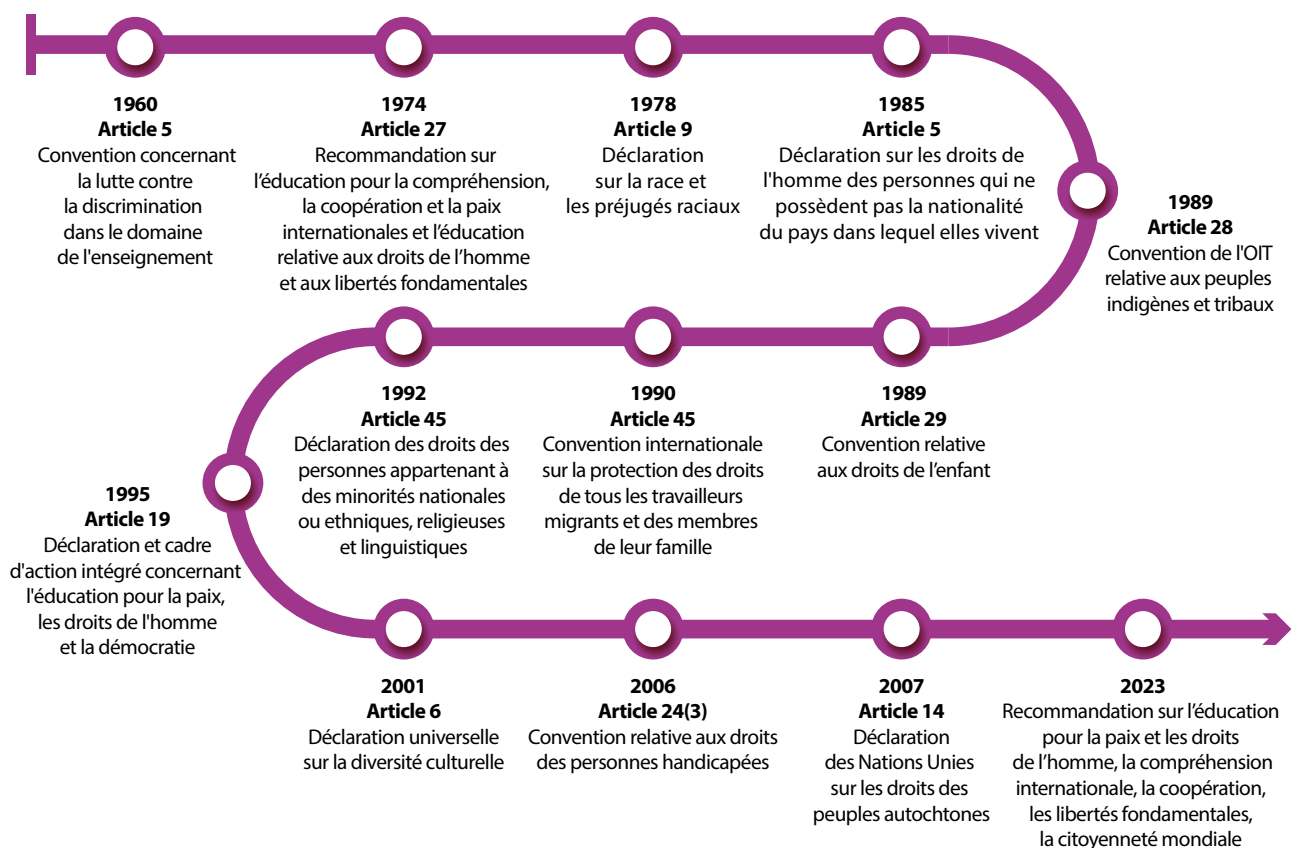 1960
Article 5
Convention concernant
la lutte contre
la discrimination
dans le domaine
de l'enseignement
1974
Article 27
Recommandation sur
l’éducation pour la compréhension,
la coopération et la paix
internationales et l’éducation
relative aux droits de l’homme
et aux libertés fondamentales
1978
Article 9
Déclaration
sur la race et
les préjugés raciaux
1985
Article 5
Déclaration sur les droits de
l'homme des personnes qui ne
possèdent pas la nationalité
du pays dans lequel elles vivent
1989
Article 28
Convention de l'OIT
relative aux peuples
indigènes et tribaux
1989
Article 29
Convention relative
aux droits de l’enfant
1990
Article 45
Convention internationale
sur la protection des droits
de tous les travailleurs
migrants et des membres
de leur famille
1992
Article 45
Déclaration des droits des
personnes appartenant à
des minorités nationales
ou ethniques, religieuses
et linguistiques
1995
Article 19
Déclaration et cadre
d'action intégré concernant
l'éducation pour la paix,
les droits de l'homme
et la démocratie
2001
Article 6
Déclaration universelle
sur la diversité culturelle
2006
Article 24(3)
Convention relative aux droits
des personnes handicapées
2007
Article 14
Déclaration
des Nations Unies
sur les droits des
peuples autochtones
2023
Recommandation sur l’éducation
pour la paix et les droits
de l’homme, la compréhension
internationale, la coopération,
les libertés fondamentales,
la citoyenneté mondiale